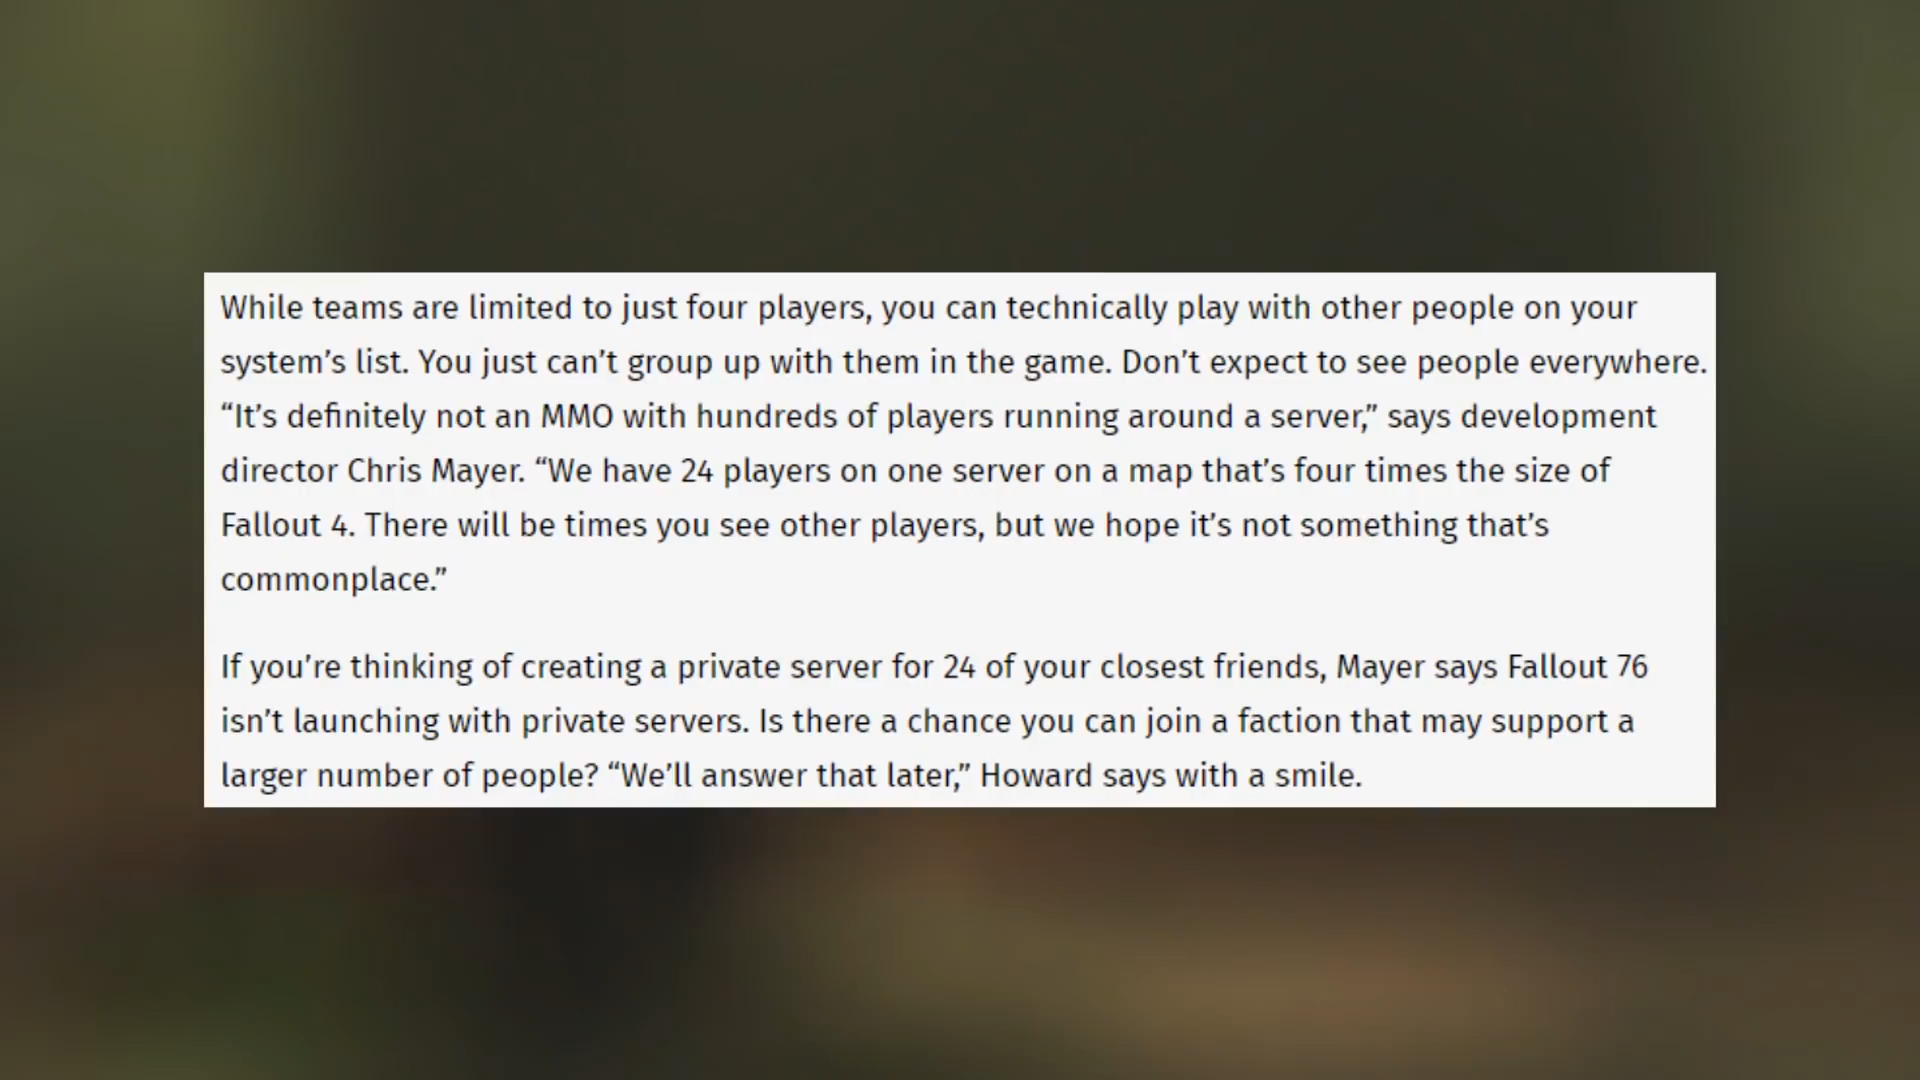 While teams are limited to just four players, you can technically play with other people on your
system’s list. You just can’t group up with them in the game. Don’t expect to see people everywhere.
“It’s definitely not an MMO with hundreds of players running around a server,” says development
director Chris Mayer. “We have 24 players on one server on a map that’s four times the size of
Fallout 4. There will be times you see other players, but we hope it’s not something that’s
commonplace.”
If you’re thinking of creating a private server for 24 of your closest friends, Mayer says Fallout 76
isn’t launching with private servers. Is there a chance you can join a faction that may support a
larger number of people? “We’ll answer that later,” Howard says with a smile.